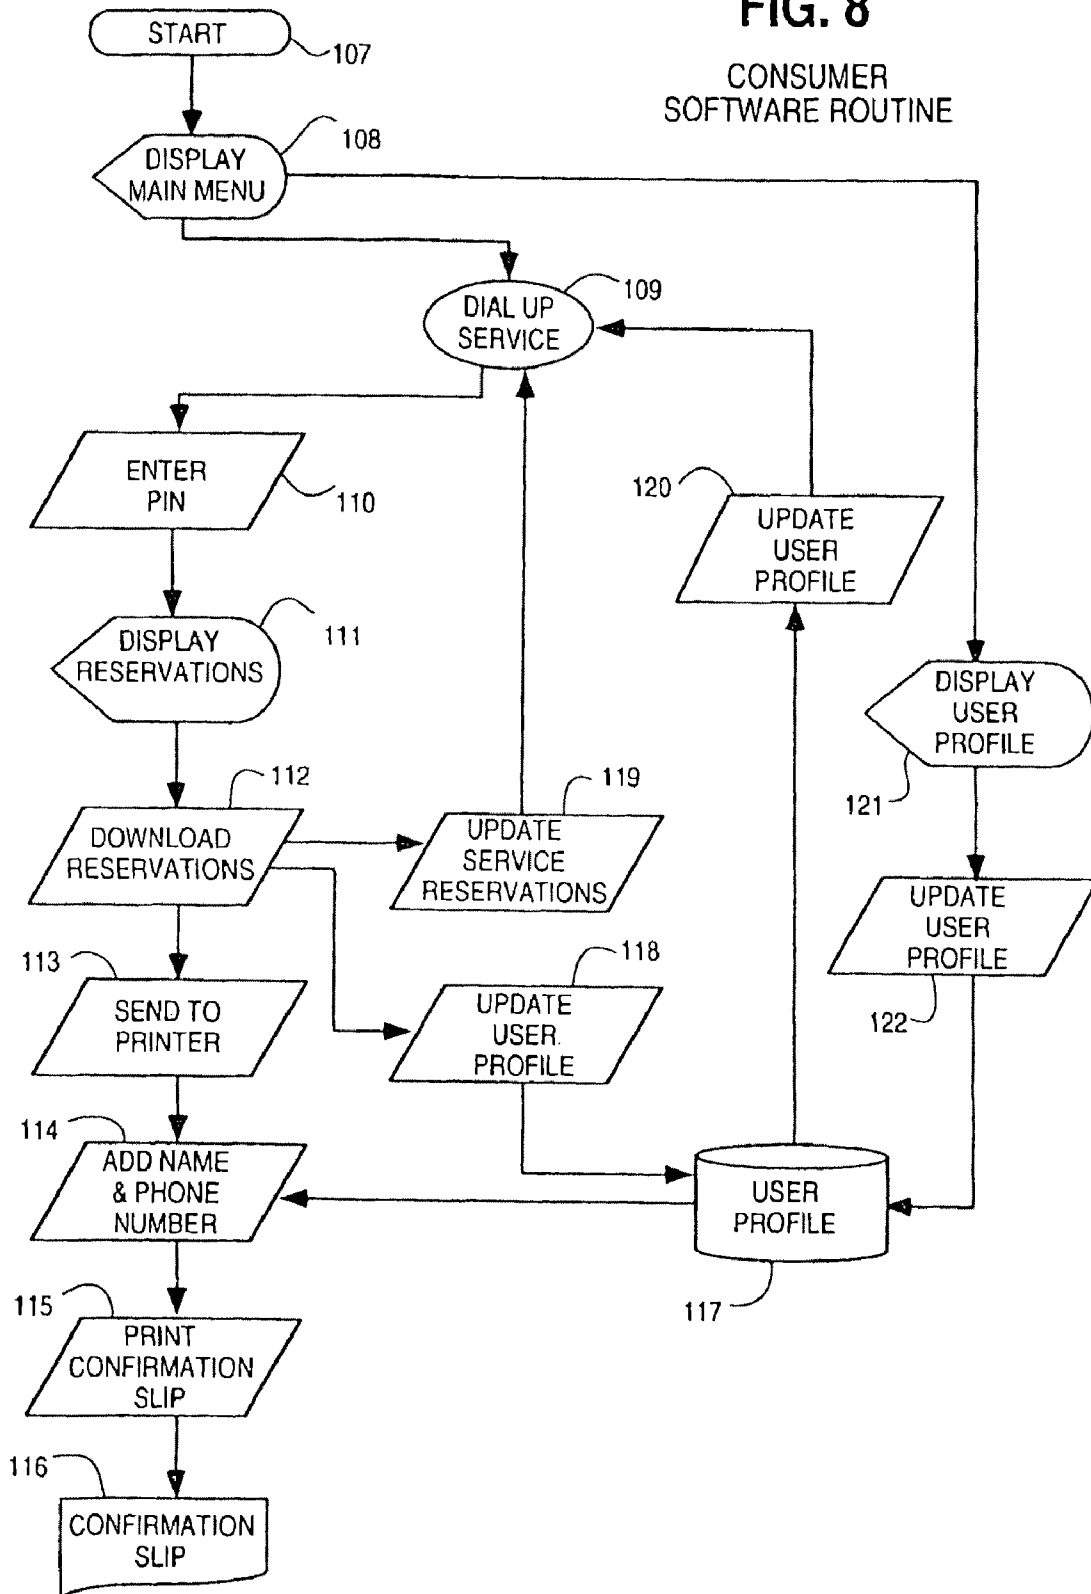 FIG. 8
CONSUMER
SOFTWARE ROUTINE
START
107
DISPLAY
MAIN MENU
108
DIAL UP
SERVICE
109
ENTER
PIN
110
DISPLAY
RESERVATIONS
111
DOWNLOAD
RESERVATIONS
112
UPDATE
SERVICE
RESERVATIONS
119
120
UPDATE
USER
PROFILE
DISPLAY
USER
PROFILE
121
UPDATE
USER
PROFILE
122
113
SEND TO
PRINTER
UPDATE
USER
PROFILE
118
114
ADD NAME
& PHONE
NUMBER
USER
PROFILE
117
115
PRINT
CONFIRMATION
SLIP
116
CONFIRMATION
SLIP